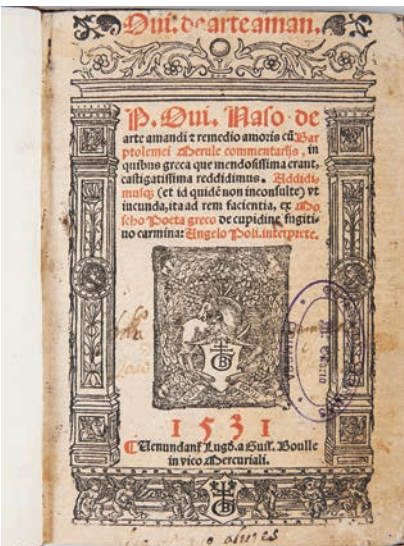 Oui. de arte aman.
P. Oui. Naso de
arte amandi ⁊ remedio amoris cũ Bar
ptolemei Merule commentarijs, in
quibus greca que mendosissima erant,
castigatissima reddidimus. Addidi-
musq; (et id quidẽ non inconsulte) vt
iucunda, ita ad rem facientia, ex Mo
scho Poeta greco de cupidine fugiti-
uo carmina: Angelo Poli. interprete.
GB
1531
Uenundant̃ Lugd. a Guil. Boulle
in vico Mercuriali.
GB